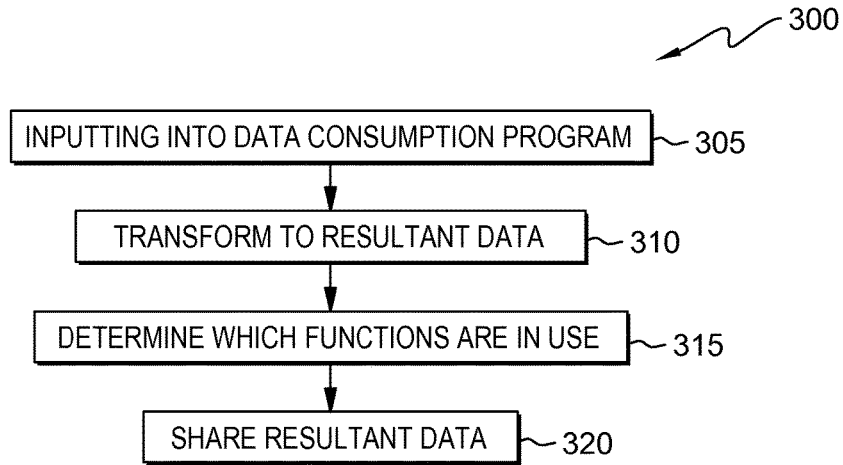 300
INPUTTING INTO DATA CONSUMPTION PROGRAM
305
TRANSFORM TO RESULTANT DATA
310
DETERMINE WHICH FUNCTIONS ARE IN USE
315
SHARE RESULTANT DATA
320